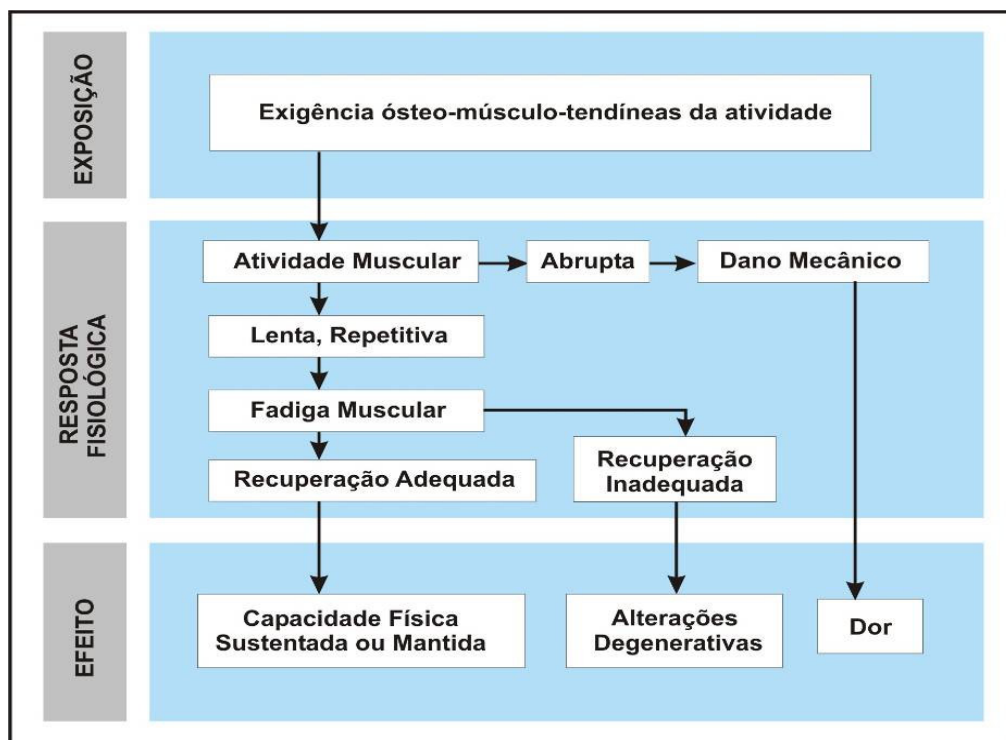 EXPOSIÇÃO
Exigência ósteo-músculo-tendíneas da atividade
RESPOSTA
FISIOLÓGICA
Atividade Muscular
Abrupta
Dano Mecânico
Lenta, Repetitiva
Fadiga Muscular
Recuperação Adequada
Recuperação
Inadequada
EFEITO
Capacidade Física
Sustentada ou Mantida
Alterações
Degenerativas
Dor